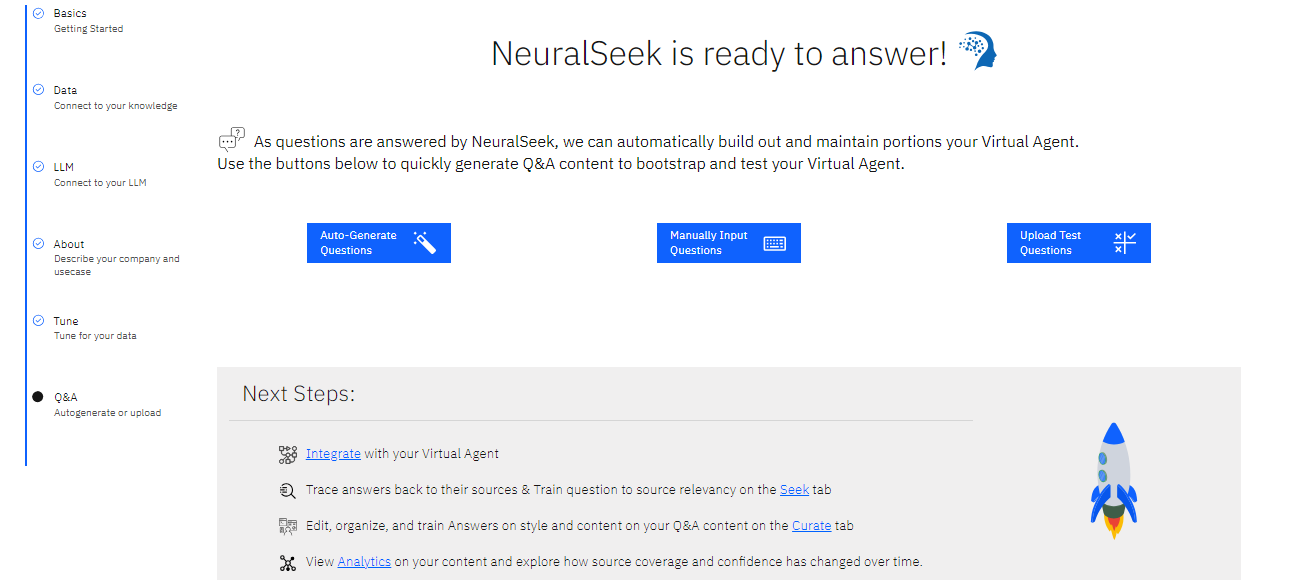 Basics
Getting Started
Data
Connect to your knowledge
LLM
Connect to your LLM
About
Describe your company and
usecase
Tune
Tune for your data
Q&A
Autogenerate or upload
NeuralSeek is ready to answer!
As questions are answered by NeuralSeek, we can automatically build out and maintain portions your Virtual Agent.
Use the buttons below to quickly generate Q&A content to bootstrap and test your Virtual Agent.
Auto-Generate
Questions
Manually Input
Questions
Upload Test
Questions
Next Steps:
Integrate with your Virtual Agent
Trace answers back to their sources & Train question to source relevancy on the Seek tab
Edit, organize, and train Answers on style and content on your Q&A content on the Curate tab
View Analytics on your content and explore how source coverage and confidence has changed over time.